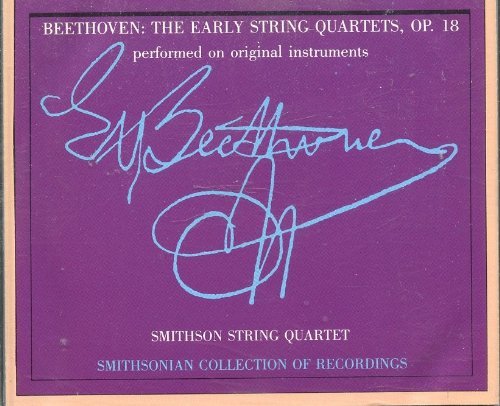 BEETHOVEN: THE EARLY STRING QUARTETS, OP. 18
performed on original instruments
LvBeethoven
SMITHSON STRING QUARTET
SMITHSONIAN COLLECTION OF RECORDINGS